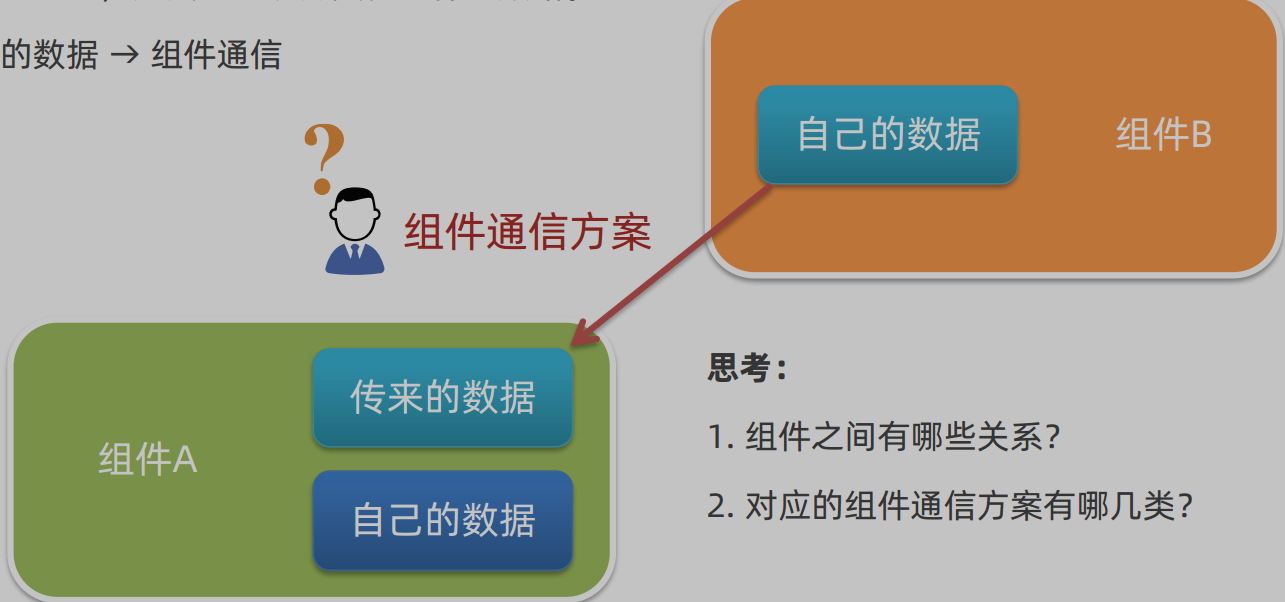 的数据 → 组件通信
?
自己的数据
组件B
组件通信方案
传来的数据
组件A
自己的数据
思考：
1. 组件之间有哪些关系？
2. 对应的组件通信方案有哪几类？